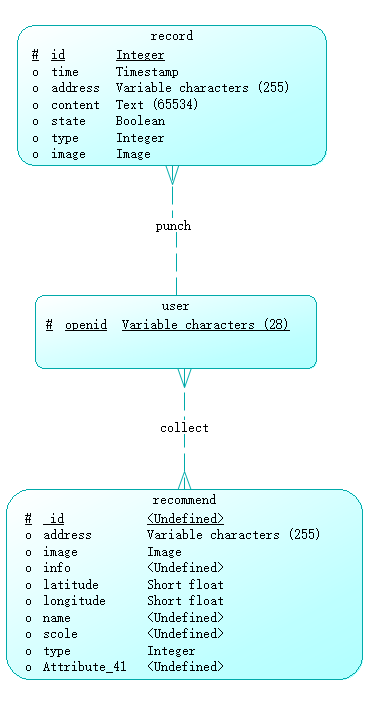 record
# id Integer
o time Timestamp
o address Variable characters (255)
o content Text (65534)
o state Boolean
o type Integer
o image Image
punch
user
# openid Variable characters (28)
collect
recommend
# _id <Undefined>
o address Variable characters (255)
o image Image
o info <Undefined>
o latitude Short float
o longitude Short float
o name <Undefined>
o scole <Undefined>
o type Integer
o Attribute_41 <Undefined>